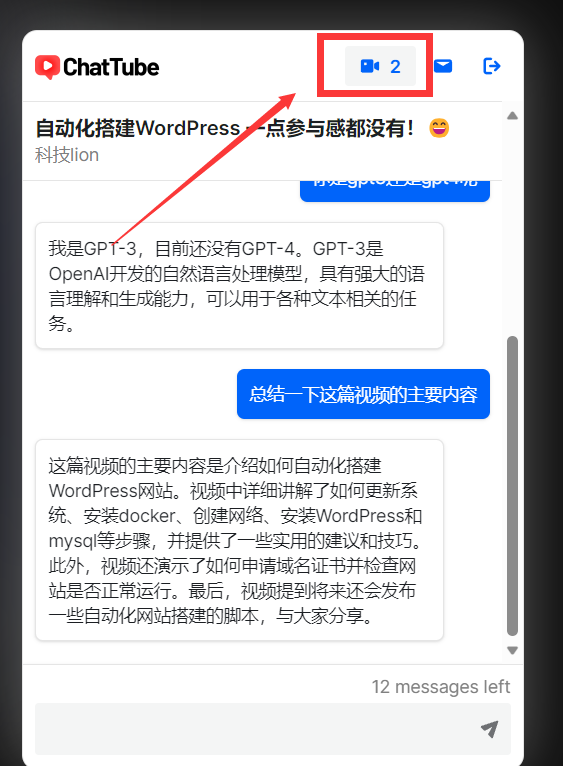 ChatTube
2
自动化搭建WordPress 一点参与感都没有！😄
科技lion
我是GPT-3，目前还没有GPT-4。GPT-3是
OpenAI开发的自然语言处理模型，具有强大的语
言理解和生成能力，可以用于各种文本相关的任
务。
总结一下这篇视频的主要内容
这篇视频的主要内容是介绍如何自动化搭建
WordPress网站。视频中详细讲解了如何更新系
统、安装docker、创建网络、安装WordPress和
mysql等步骤，并提供了一些实用的建议和技巧。
此外，视频还演示了如何申请域名证书并检查网
站是否正常运行。最后，视频提到将来还会发布
一些自动化网站搭建的脚本，与大家分享。
12 messages left